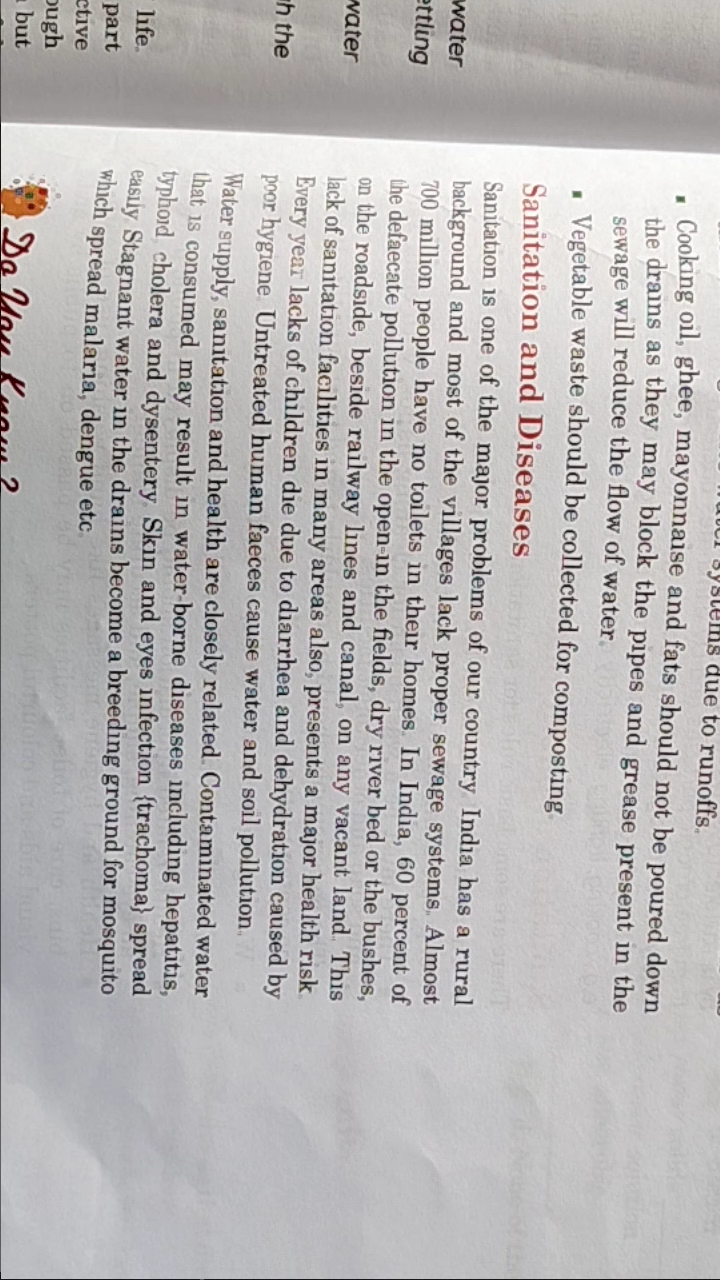 systems due to runoffs.
▪ Cooking oil, ghee, mayonnaise and fats should not be poured down
the drains as they may block the pipes and grease present in the
sewage will reduce the flow of water.
▪ Vegetable waste should be collected for composting.
Sanitation and Diseases
Sanitation is one of the major problems of our country. India has a rural
background and most of the villages lack proper sewage systems. Almost
700 million people have no toilets in their homes. In India, 60 percent of
the defaecate pollution in the open-in the fields, dry river bed or the bushes,
on the roadside, beside railway lines and canal, on any vacant land. This
lack of sanitation facilities in many areas also, presents a major health risk.
Every year lacks of children die due to diarrhea and dehydration caused by
poor hygiene. Untreated human faeces cause water and soil pollution.
Water supply, sanitation and health are closely related. Contaminated water
that is consumed may result in water-borne diseases including hepatitis,
typhord, cholera and dysentery. Skin and eyes infection {trachoma} spread
easily Stagnant water in the drains become a breeding ground for mosquito
which spread malaria, dengue etc.
Do You Know?
water
ettling
water
h the
life.
part
ctive
ough
but